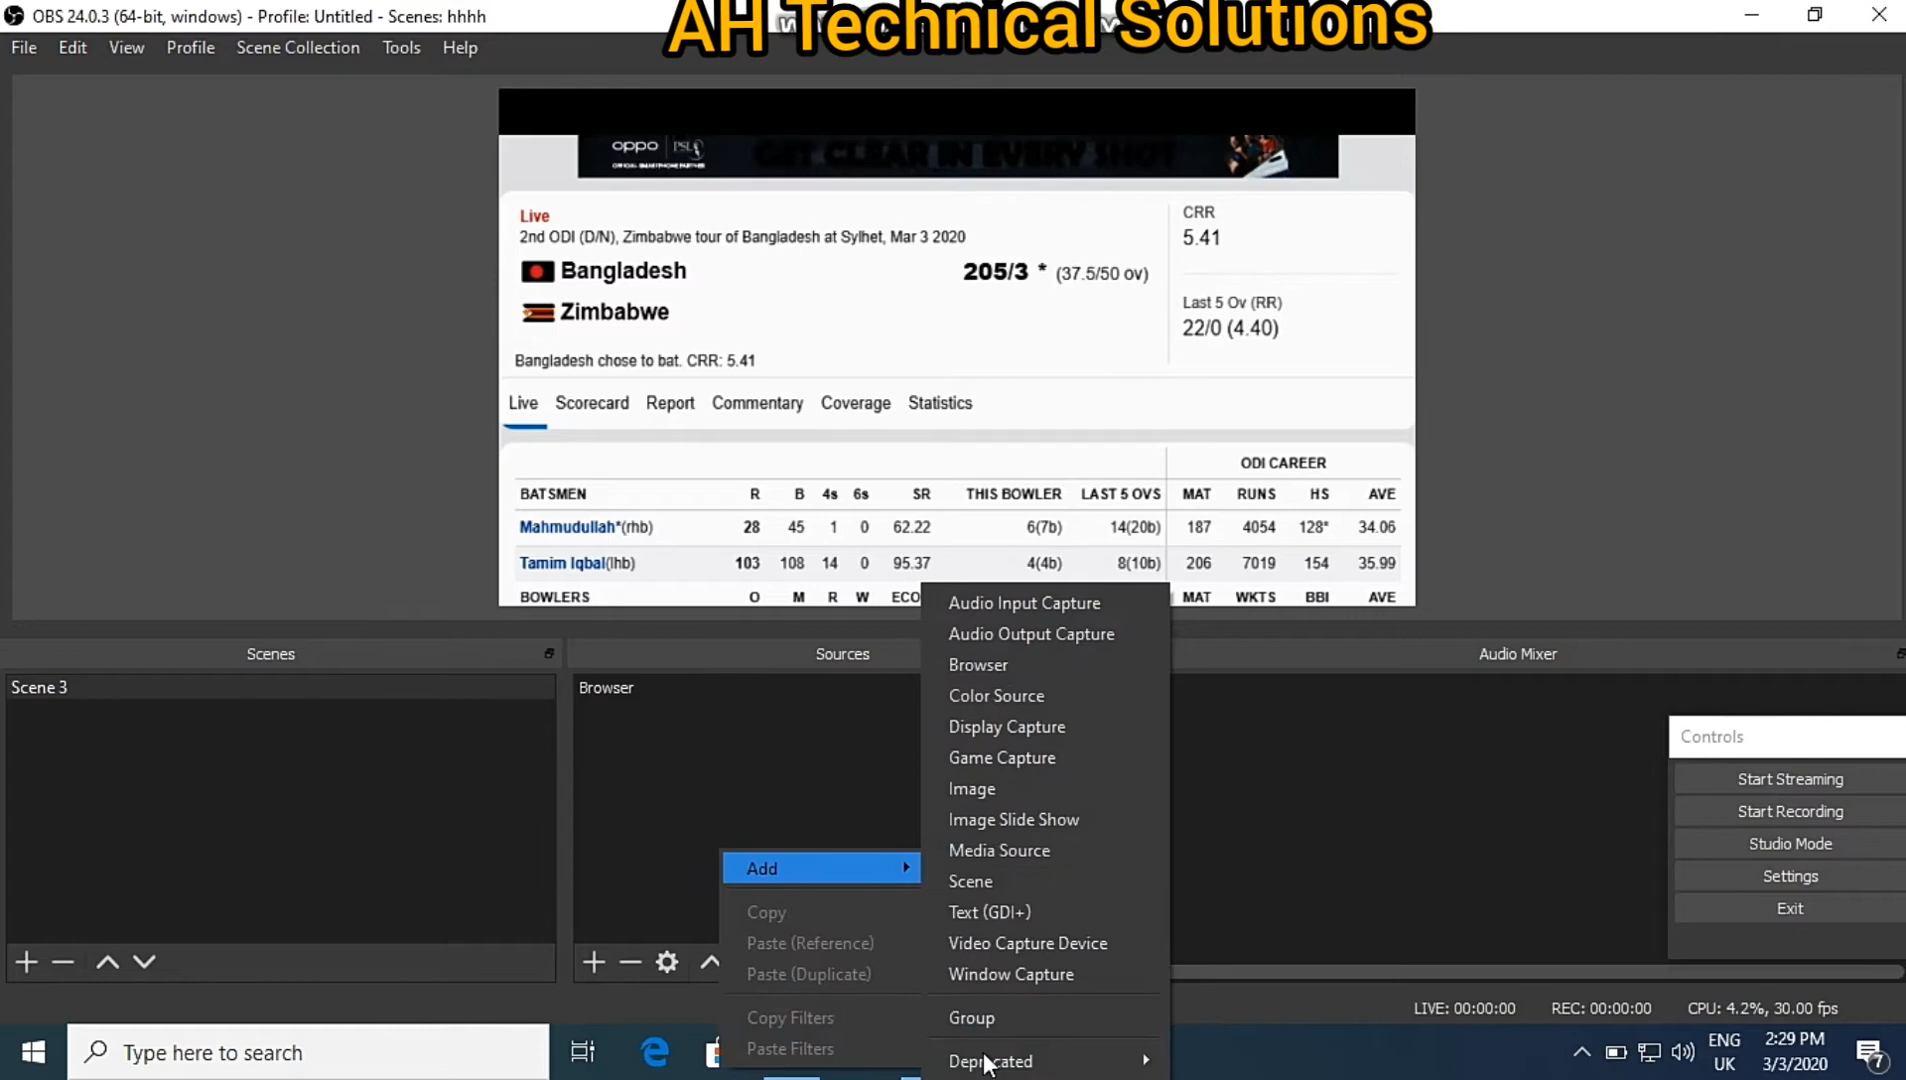 OBS 24.0.3 (64-bit, windows) - Profile: Untitled - Scenes: hhhh
AH Technical Solutions
File Edit View Profile Scene Collection Tools Help
oppo PSL
OFFICIAL SMARTPHONE PARTNER
GET CLEAR IN EVERY SHOT
Live
2nd ODI (D/N), Zimbabwe tour of Bangladesh at Sylhet, Mar 3 2020
Bangladesh 205/3 * (37.5/50 ov)
Zimbabwe
Bangladesh chose to bat. CRR: 5.41
CRR
5.41
Last 5 Ov (RR)
22/0 (4.40)
Live Scorecard Report Commentary Coverage Statistics
ODI CAREER
BATSMEN R B 4s 6s SR THIS BOWLER LAST 5 OVS MAT RUNS HS AVE
Mahmudullah*(rhb) 28 45 1 0 62.22 6(7b) 14(20b) 187 4054 128* 34.06
Tamim Iqbal(lhb) 103 108 14 0 95.37 4(4b) 8(10b) 206 7019 154 35.99
BOWLERS O M R W ECO MAT WKTS BBI AVE
Scenes
Scene 3
Sources
Browser
Add
Copy
Paste (Reference)
Paste (Duplicate)
Copy Filters
Paste Filters
Audio Input Capture
Audio Output Capture
Browser
Color Source
Display Capture
Game Capture
Image
Image Slide Show
Media Source
Scene
Text (GDI+)
Video Capture Device
Window Capture
Group
Deprecated
Audio Mixer
Controls
Start Streaming
Start Recording
Studio Mode
Settings
Exit
LIVE: 00:00:00 REC: 00:00:00 CPU: 4.2%, 30.00 fps
Type here to search
ENG
UK
2:29 PM
3/3/2020
7